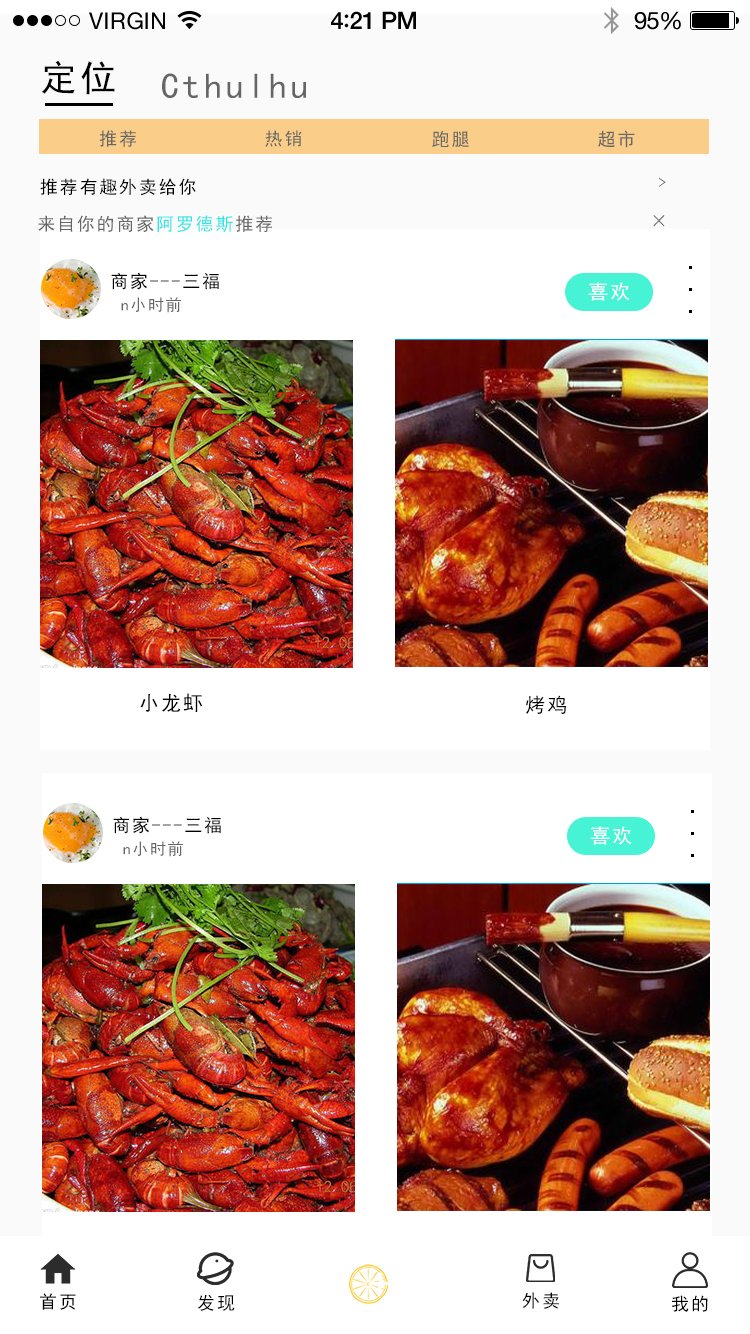 VIRGIN 4:21 PM 95%
定位 Cthulhu
推荐 热销 跑腿 超市
推荐有趣外卖给你 >
来自你的商家阿罗德斯推荐 ×
商家---三福
n小时前
喜欢
小龙虾 烤鸡
商家---三福
n小时前
喜欢
首页 发现 外卖 我的